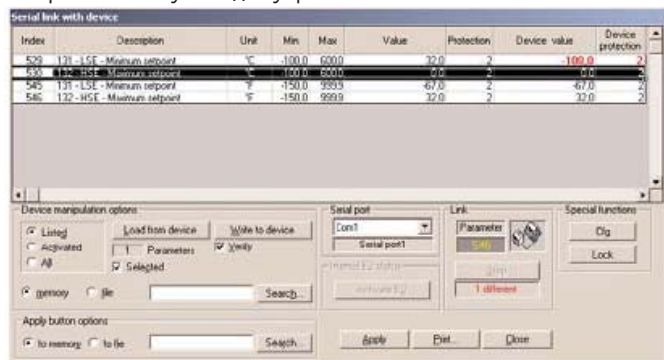 Serial link with device
Index Description Unit Min Max Value Protection Device value Device protection
529 131 - LSE - Minimum setpoint °C -100,0 600,0 32,0 2 -109,0 2
530 132 - HSE - Maximum setpoint °C -100,0 600,0 0,0 2 0,0 2
545 131 - LSE - Minimum setpoint °F -150,0 999,9 -67,0 2 -67,0 2
546 132 - HSE - Maximum setpoint °F -150,0 999,9 32,0 2 32,0 2
Device manipulation options
Listed
Activated
All
Load from device
Write to device
1 Parameters
Verify
Selected
memory
file
Search...
Serial port
Com1
Serial port1
Link
Parameter
546
Stop
1 different
Special functions
Cfg
Lock
Apply button options
to memory
to file
Search...
Apply
Print...
Close